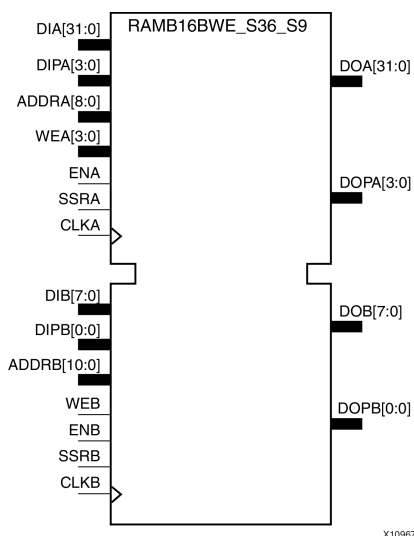 RAMB16BWE_S36_S9
DIA[31:0]
DIPA[3:0]
ADDRA[8:0]
WEA[3:0]
ENA
SSRA
CLKA
DOA[31:0]
DOPA[3:0]
DIB[7:0]
DIPB[0:0]
ADDRB[10:0]
WEB
ENB
SSRB
CLKB
DOB[7:0]
DOPB[0:0]
X10967